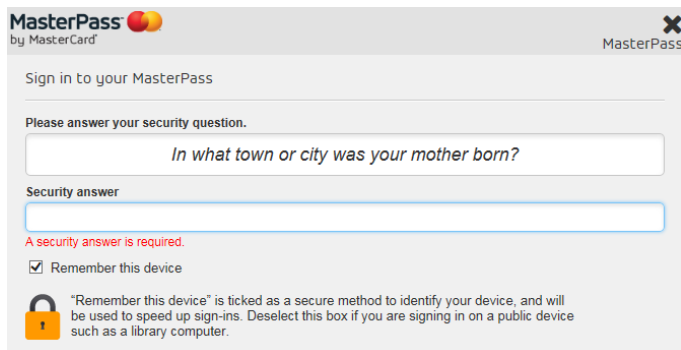 MasterPass
by MasterCard
MasterPass
Sign in to your MasterPass
Please answer your security question.
In what town or city was your mother born?
Security answer
A security answer is required.
Remember this device
“Remember this device” is ticked as a secure method to identify your device, and will
be used to speed up sign-ins. Deselect this box if you are signing in on a public device
such as a library computer.